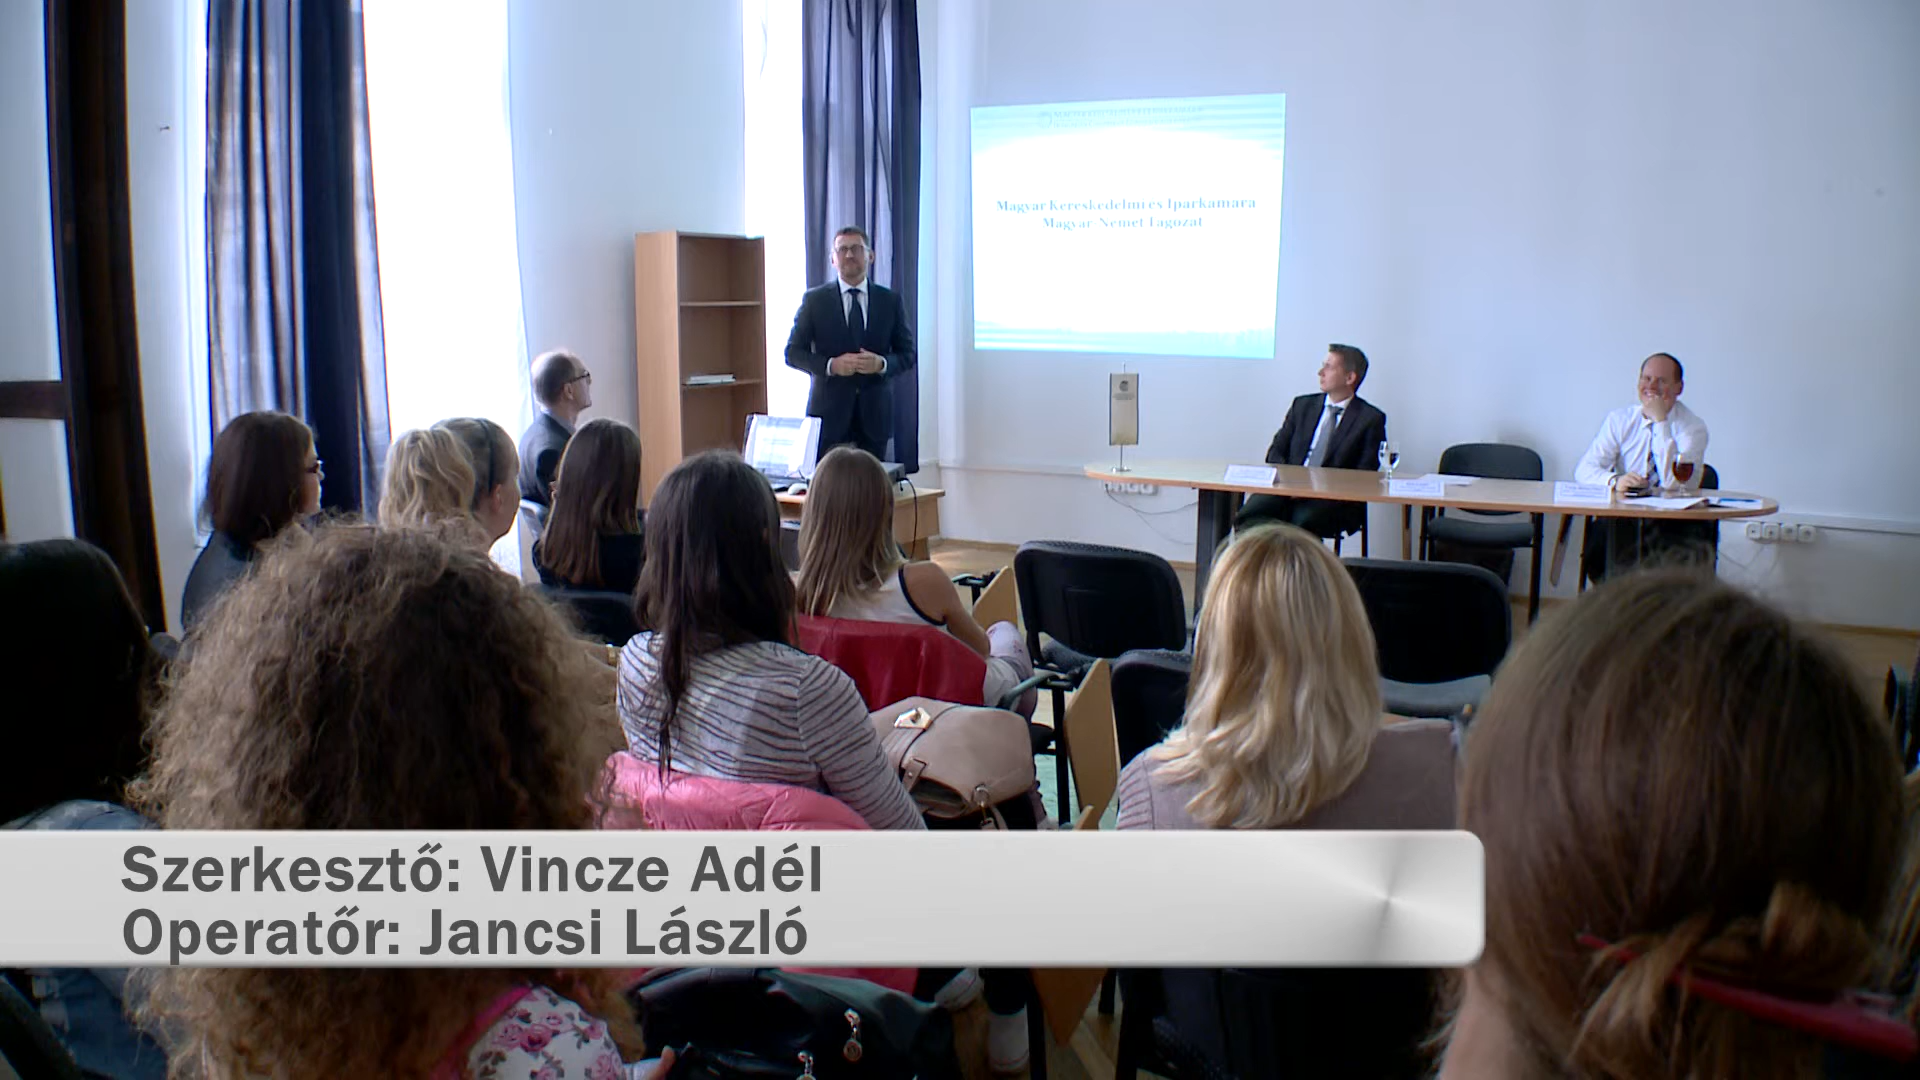 Magyar Kereskedelmi és Iparkamara
Magyar-Német Tagozat
Szerkesztő: Vincze Adél
Operatőr: Jancsi László